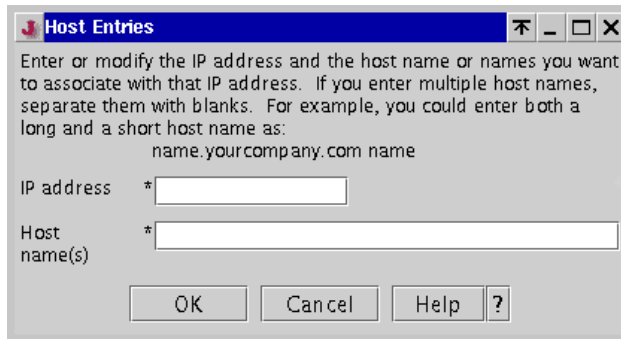 Host Entries
Enter or modify the IP address and the host name or names you want
to associate with that IP address. If you enter multiple host names,
separate them with blanks. For example, you could enter both a
long and a short host name as:
name.yourcompany.com name
IP address *
Host *
name(s)
OK Cancel Help ?